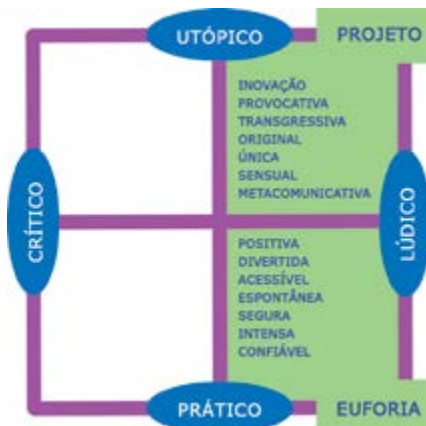 UTÓPICO
PROJETO
INOVAÇÃO
PROVOCATIVA
TRANSGRESSIVA
ORIGINAL
ÚNICA
SENSUAL
METACOMUNICATIVA
CRÍTICO
LÚDICO
POSITIVA
DIVERTIDA
ACESSÍVEL
ESPONTÂNEA
SEGURA
INTENSA
CONFIÁVEL
PRÁTICO
EUFORIA